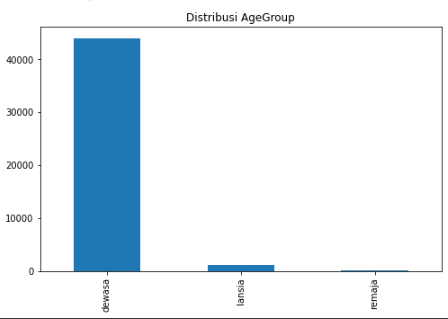 Distribusi AgeGroup
40000
30000
20000
10000
0
dewasa
lansia
remaja